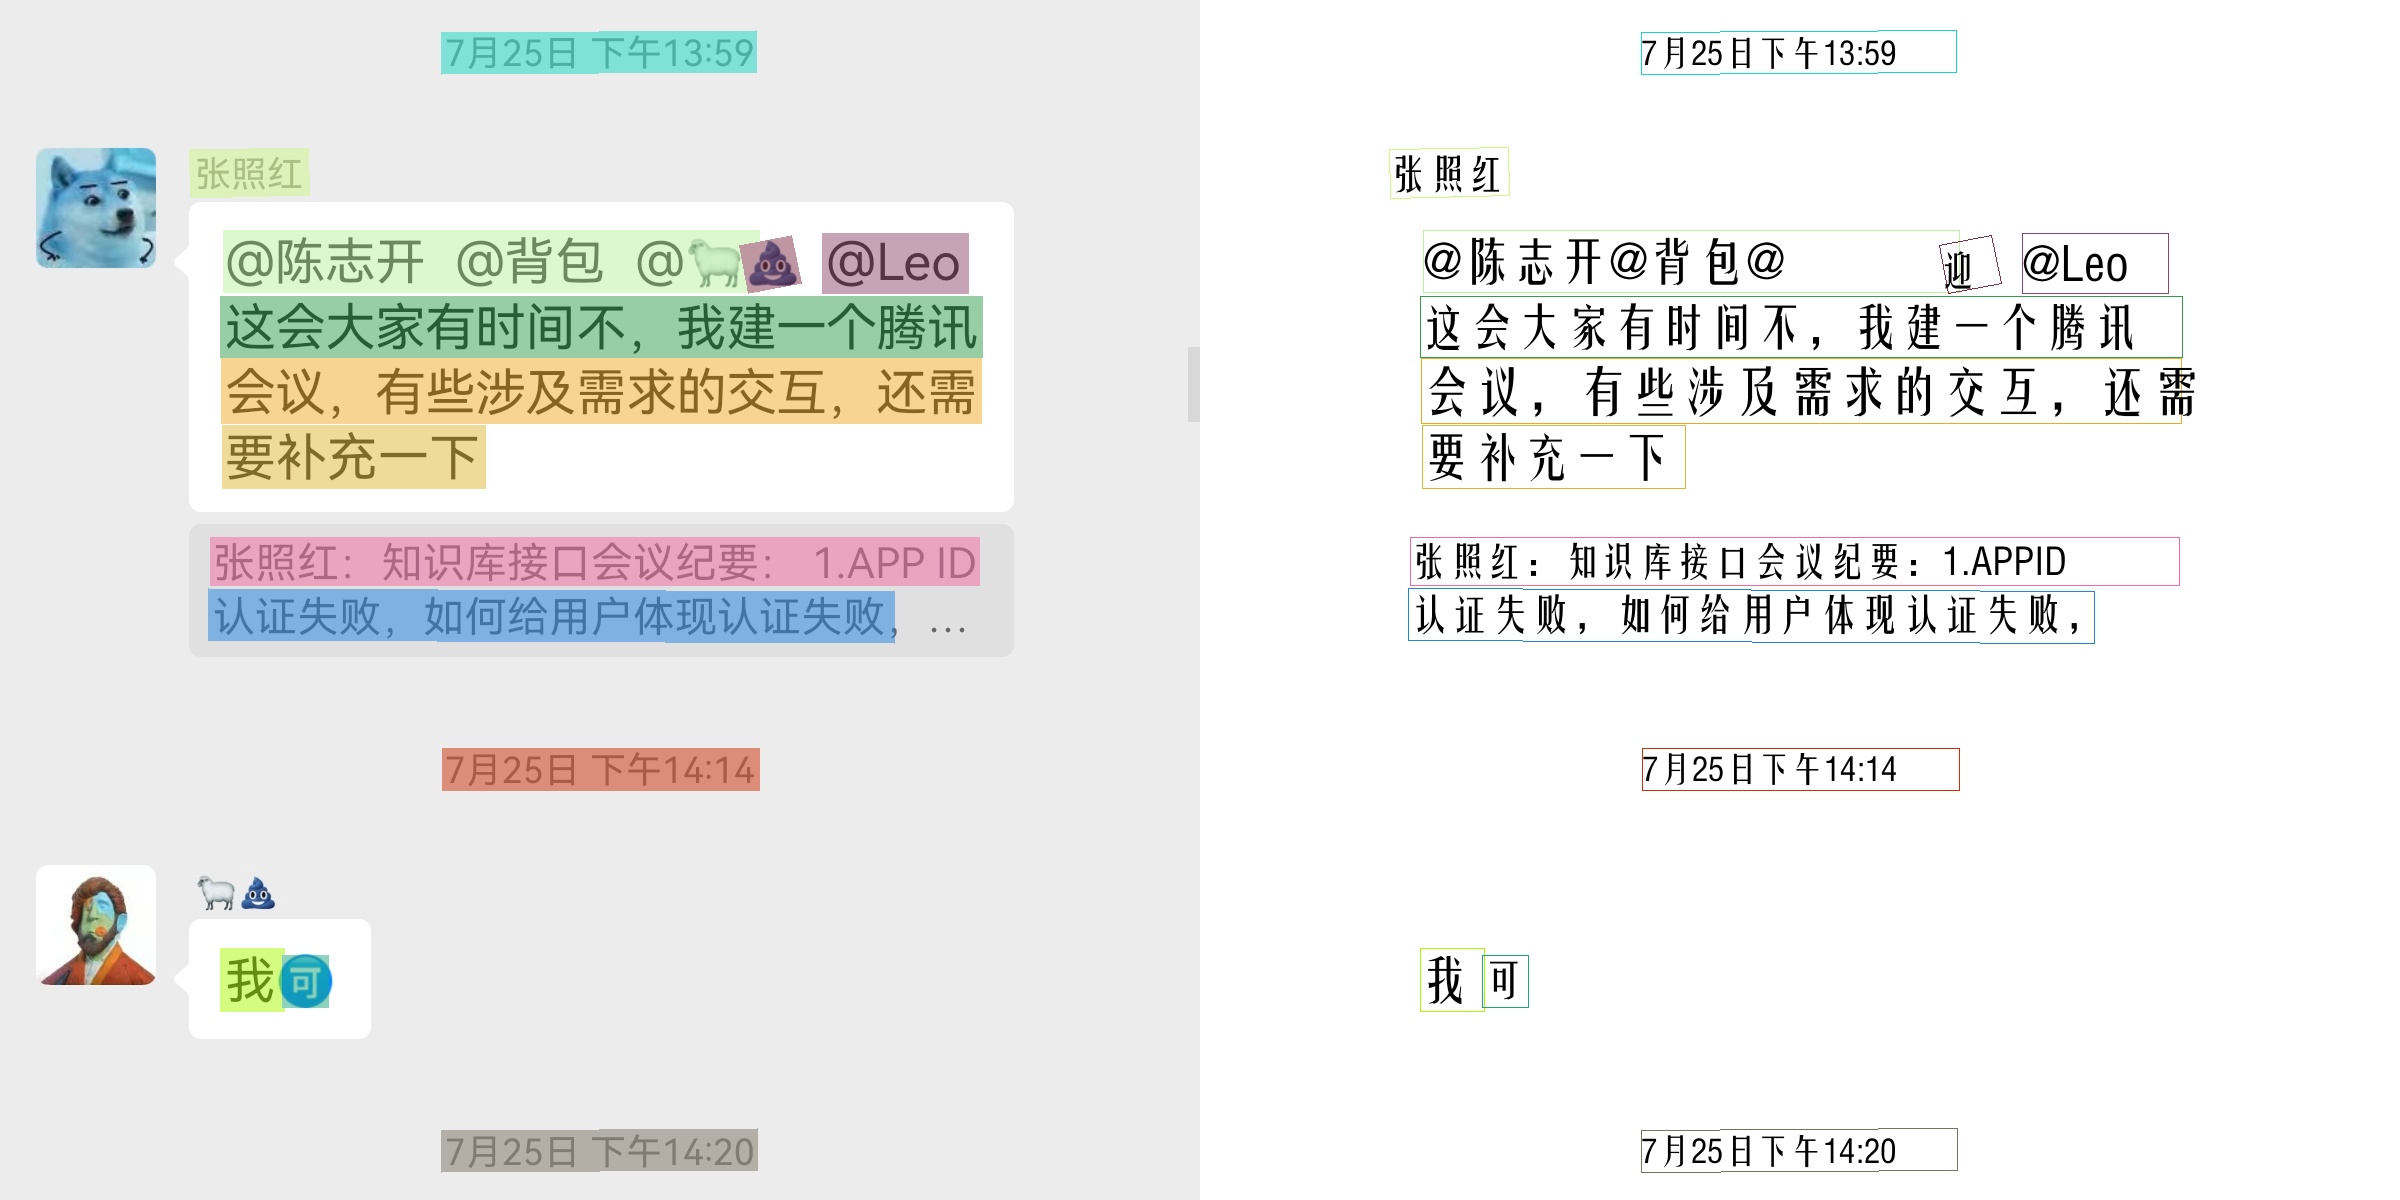 7月25日 下午13:59 7月25日下午13:59
张照红 张照红
@陈志开 @背包 @🐑💩 @Leo @陈志开@背包@ 迎 @Leo
这会大家有时间不，我建一个腾讯 这会大家有时间不，我建一个腾讯
会议，有些涉及需求的交互，还需 会议，有些涉及需求的交互，还需
要补充一下 要补充一下
张照红：知识库接口会议纪要： 1.APP ID 张照红：知识库接口会议纪要：1.APPID
认证失败，如何给用户体现认证失败，… 认证失败，如何给用户体现认证失败，
7月25日 下午14:14 7月25日下午14:14
🐑💩
我可 我 可
7月25日 下午14:20 7月25日下午14:20